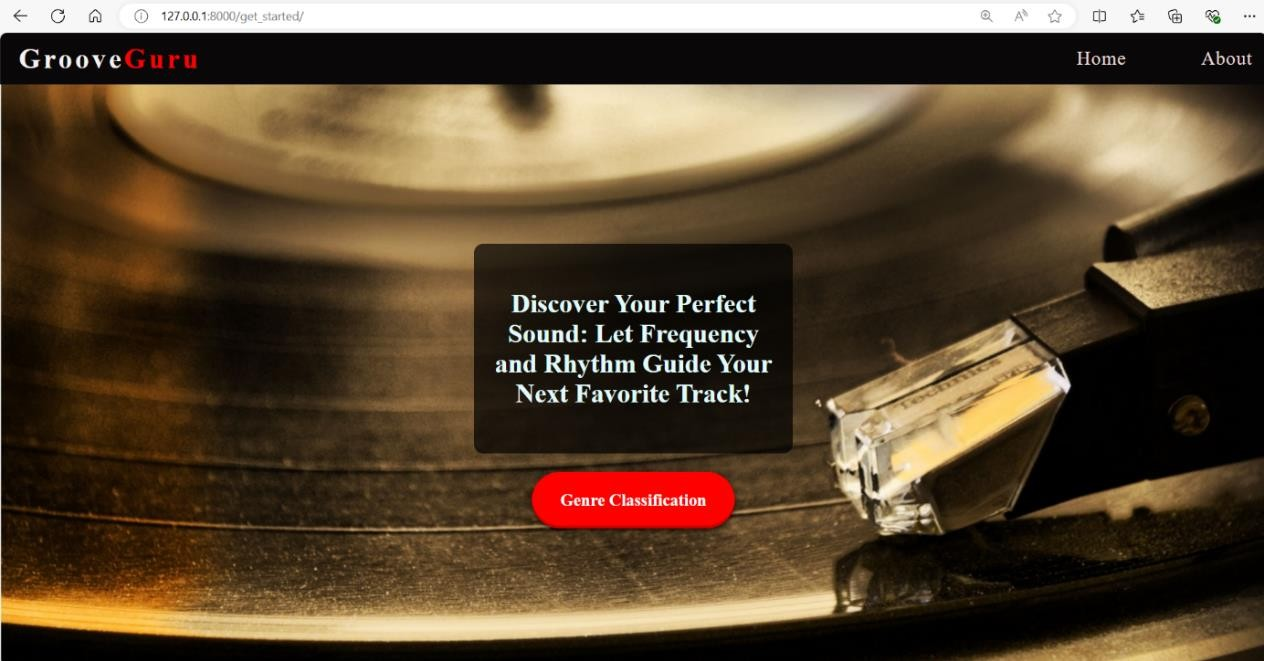 127.0.0.1:8000/get_started/
GrooveGuru
Home
About
Discover Your Perfect
Sound: Let Frequency
and Rhythm Guide Your
Next Favorite Track!
Technics
Genre Classification